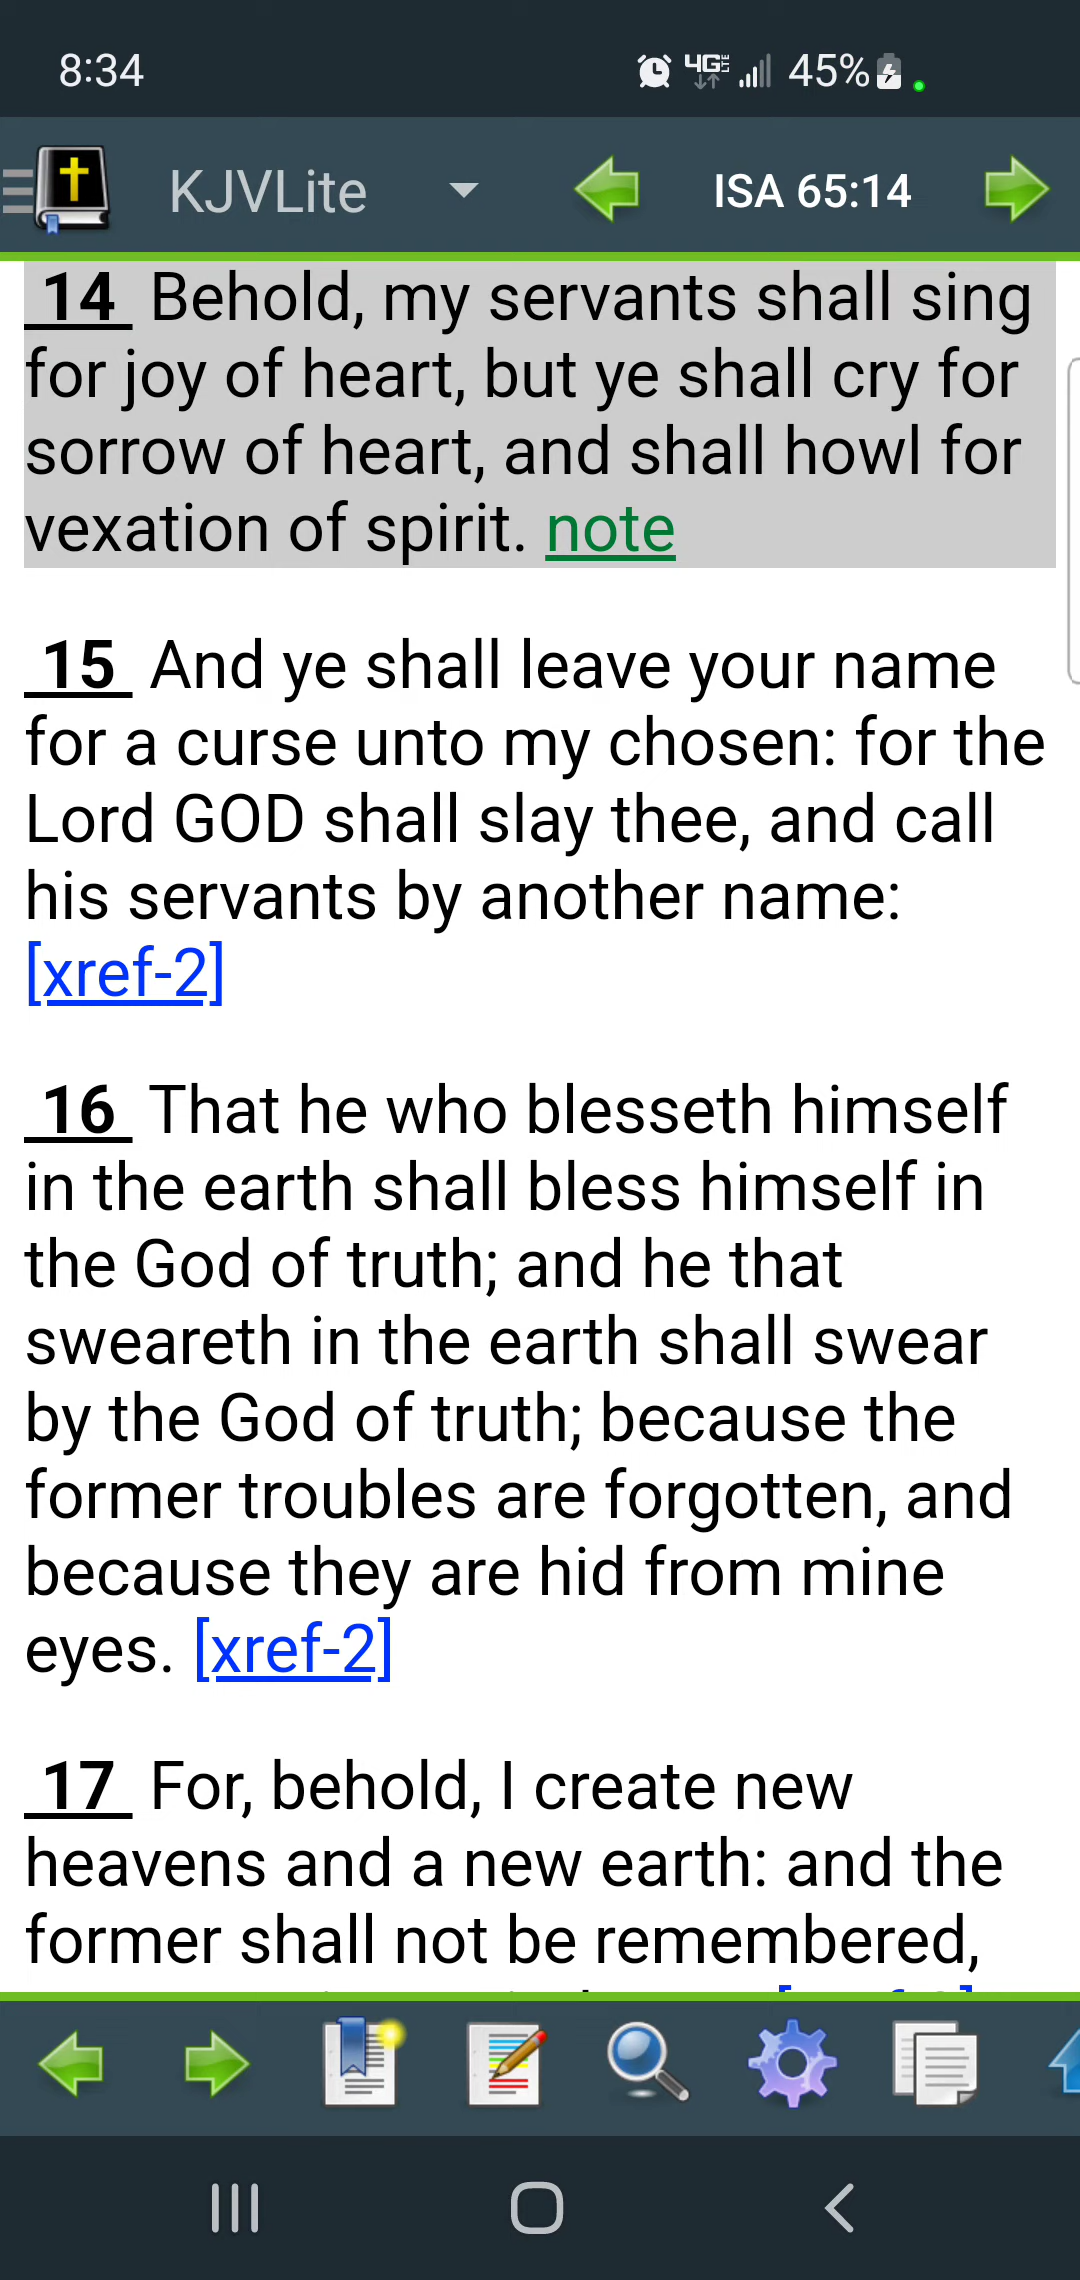 8:34
4G LTE 45%
KJVLite
ISA 65:14
14 Behold, my servants shall sing
for joy of heart, but ye shall cry for
sorrow of heart, and shall howl for
vexation of spirit. note
15 And ye shall leave your name
for a curse unto my chosen: for the
Lord GOD shall slay thee, and call
his servants by another name:
[xref-2]
16 That he who blesseth himself
in the earth shall bless himself in
the God of truth; and he that
sweareth in the earth shall swear
by the God of truth; because the
former troubles are forgotten, and
because they are hid from mine
eyes. [xref-2]
17 For, behold, I create new
heavens and a new earth: and the
former shall not be remembered,